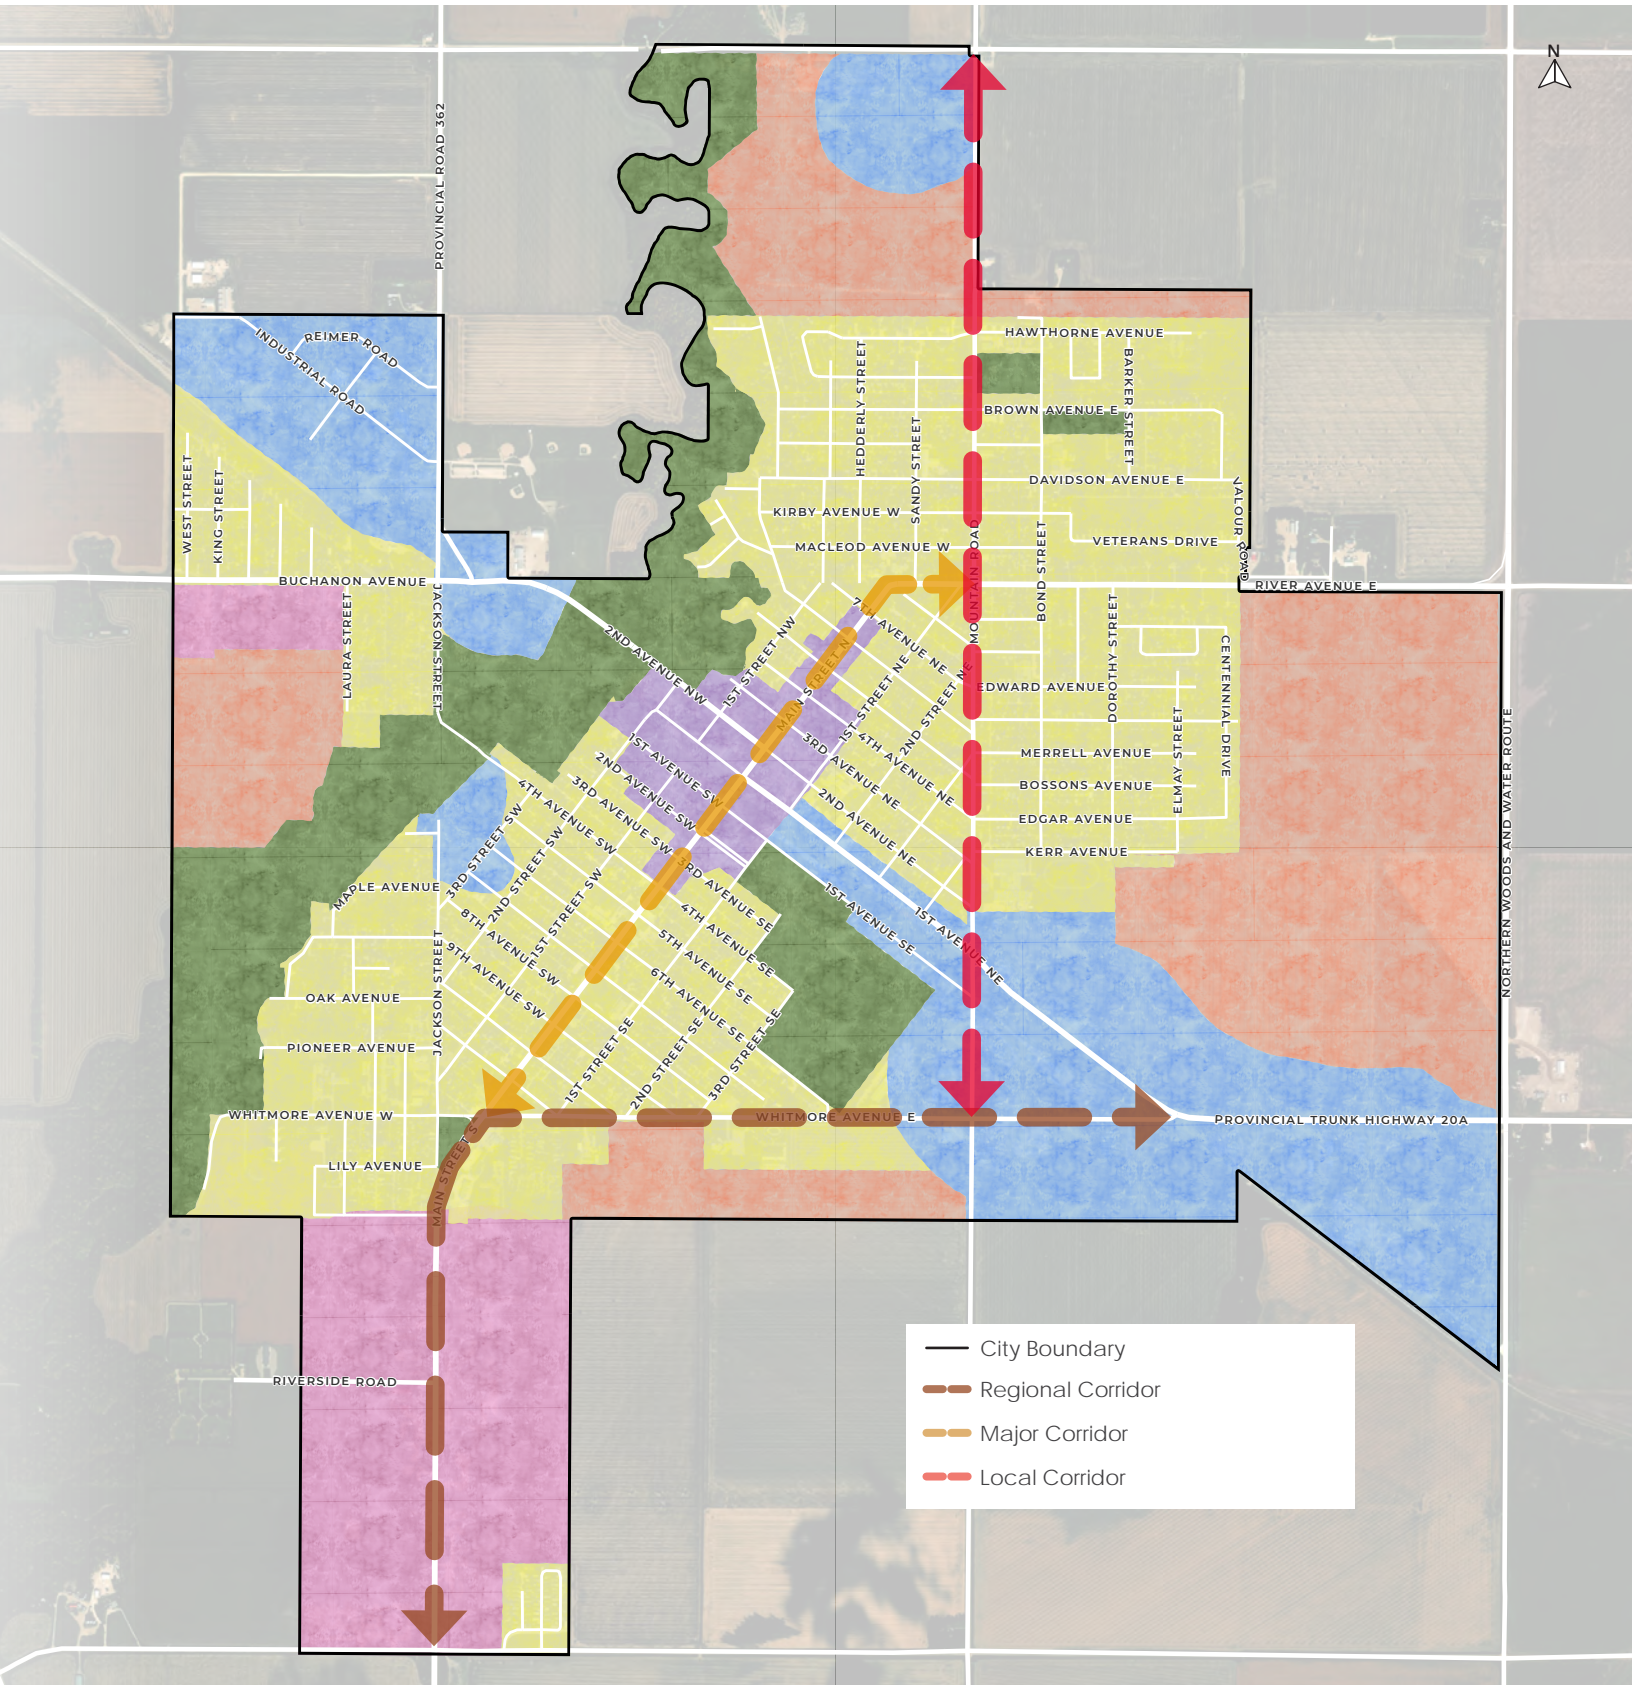 N
PROVINCIAL ROAD 362
REIMER ROAD
INDUSTRIAL ROAD
HAWTHORNE AVENUE
HEDDERLY STREET
BARKER STREET
BROWN AVENUE E
SANDY STREET
WEST STREET
KING STREET
DAVIDSON AVENUE E
VALOUR ROAD
KIRBY AVENUE W
MACLEOD AVENUE W
MOUNTAIN ROAD
BOND STREET
VETERANS DRIVE
BUCHANON AVENUE
RIVER AVENUE E
JACKSON STREET
LAURA STREET
2ND AVENUE NW
1ST STREET NW
7TH AVENUE NE
MAIN STREET N
1ST STREET NE
2ND STREET NE
EDWARD AVENUE
DOROTHY STREET
CENTENNIAL DRIVE
ELMAY STREET
NORTHERN WOODS AND WATER ROUTE
1ST AVENUE SW
2ND AVENUE SW
3RD AVENUE SW
4TH AVENUE SW
3RD AVENUE NE
4TH AVENUE NE
2ND AVENUE NE
MERRELL AVENUE
BOSSONS AVENUE
EDGAR AVENUE
KERR AVENUE
3RD STREET SW
2ND STREET SW
1ST STREET SW
MAPLE AVENUE
8TH AVENUE SW
9TH AVENUE SW
3RD AVENUE SE
4TH AVENUE SE
5TH AVENUE SE
6TH AVENUE SE
1ST AVENUE SE
1ST AVENUE NE
JACKSON STREET
OAK AVENUE
PIONEER AVENUE
1ST STREET SE
2ND STREET SE
3RD STREET SE
WHITMORE AVENUE W
WHITMORE AVENUE E
PROVINCIAL TRUNK HIGHWAY 20A
LILY AVENUE
MAIN STREET S
RIVERSIDE ROAD
City Boundary
Regional Corridor
Major Corridor
Local Corridor